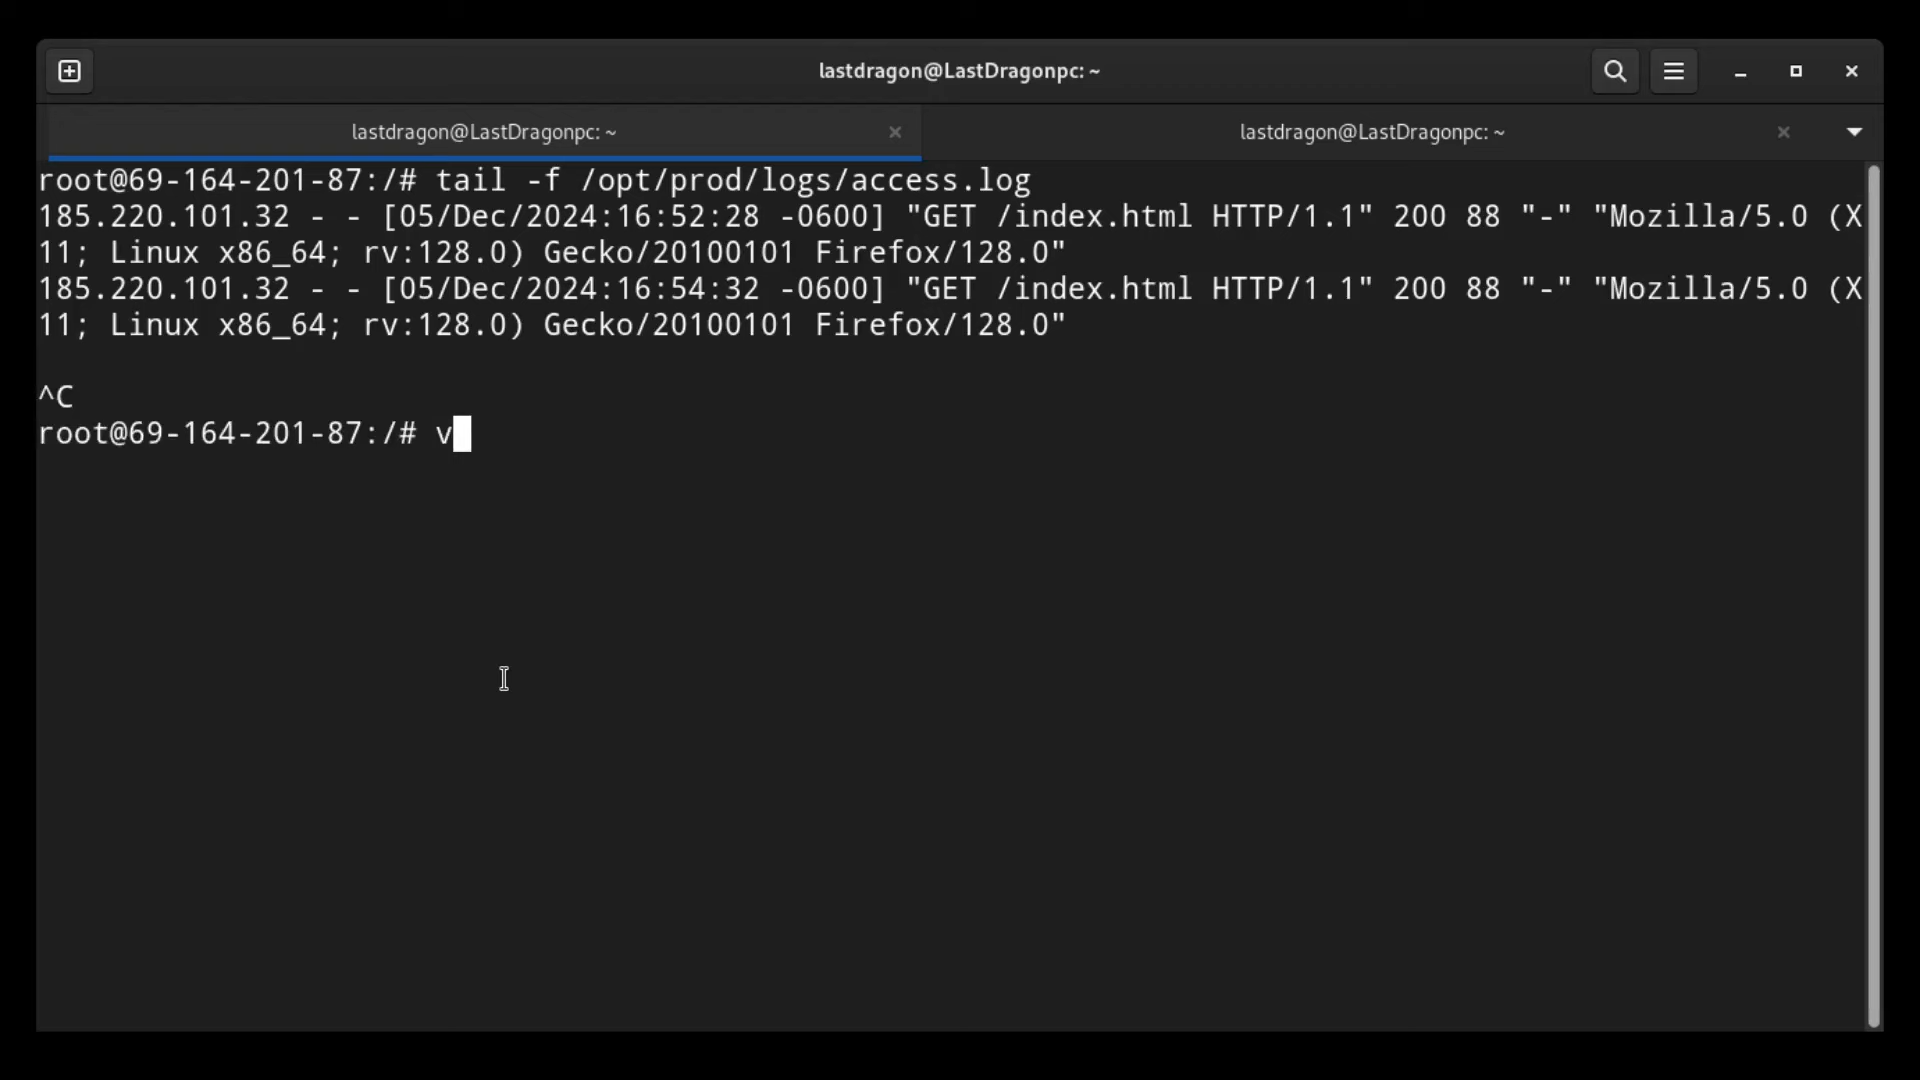 lastdragon@LastDragonpc: ~
lastdragon@LastDragonpc: ~
lastdragon@LastDragonpc: ~
root@69-164-201-87:/# tail -f /opt/prod/logs/access.log
185.220.101.32 - - [05/Dec/2024:16:52:28 -0600] "GET /index.html HTTP/1.1" 200 88 "-" "Mozilla/5.0 (X
11; Linux x86_64; rv:128.0) Gecko/20100101 Firefox/128.0"
185.220.101.32 - - [05/Dec/2024:16:54:32 -0600] "GET /index.html HTTP/1.1" 200 88 "-" "Mozilla/5.0 (X
11; Linux x86_64; rv:128.0) Gecko/20100101 Firefox/128.0"
^C
root@69-164-201-87:/# v